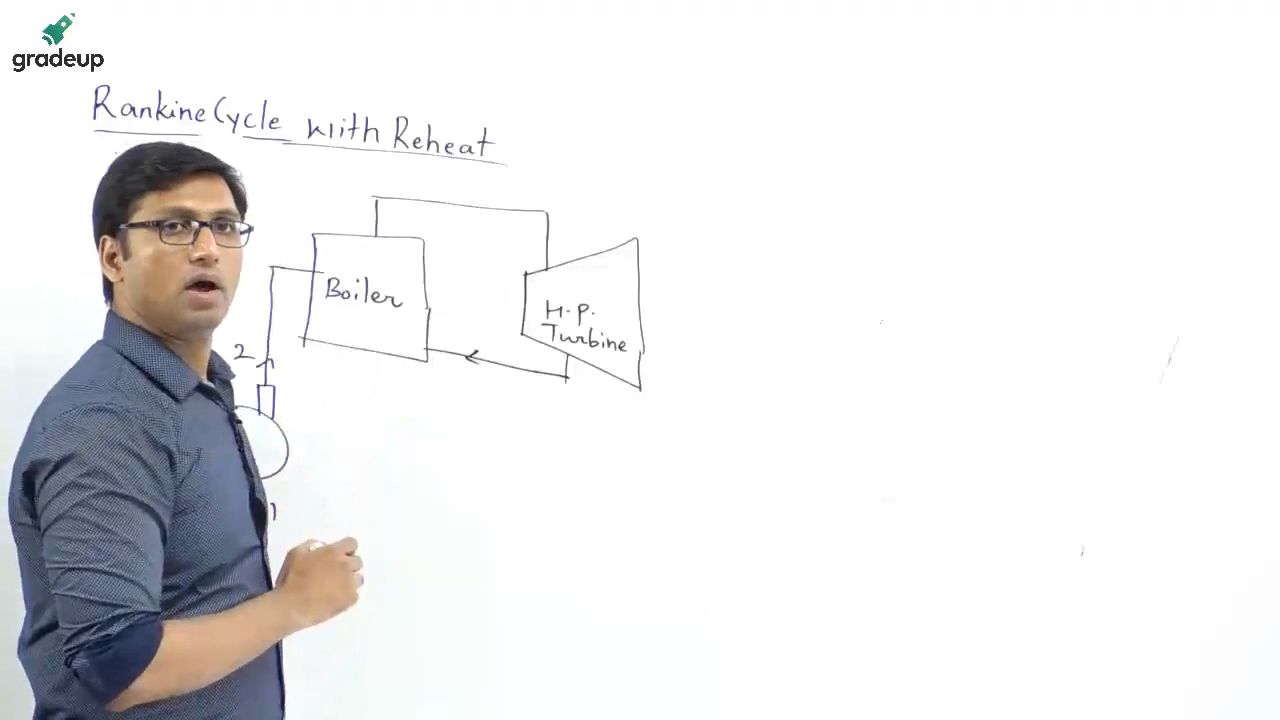 gradeup
Rankine Cycle with Reheat
Boiler
H.P.
Turbine
2
1